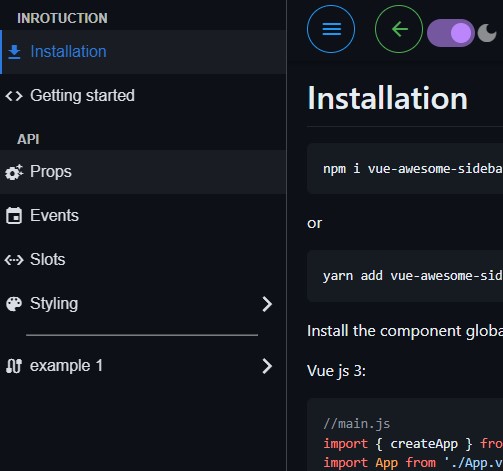 INROTUCTION
Installation
Getting started
API
Props
Events
Slots
Styling
example 1
Installation
npm i vue-awesome-sideba
or
yarn add vue-awesome-sid
Install the component globa
Vue js 3:
//main.js
import { createApp } fro
import App from './App.v